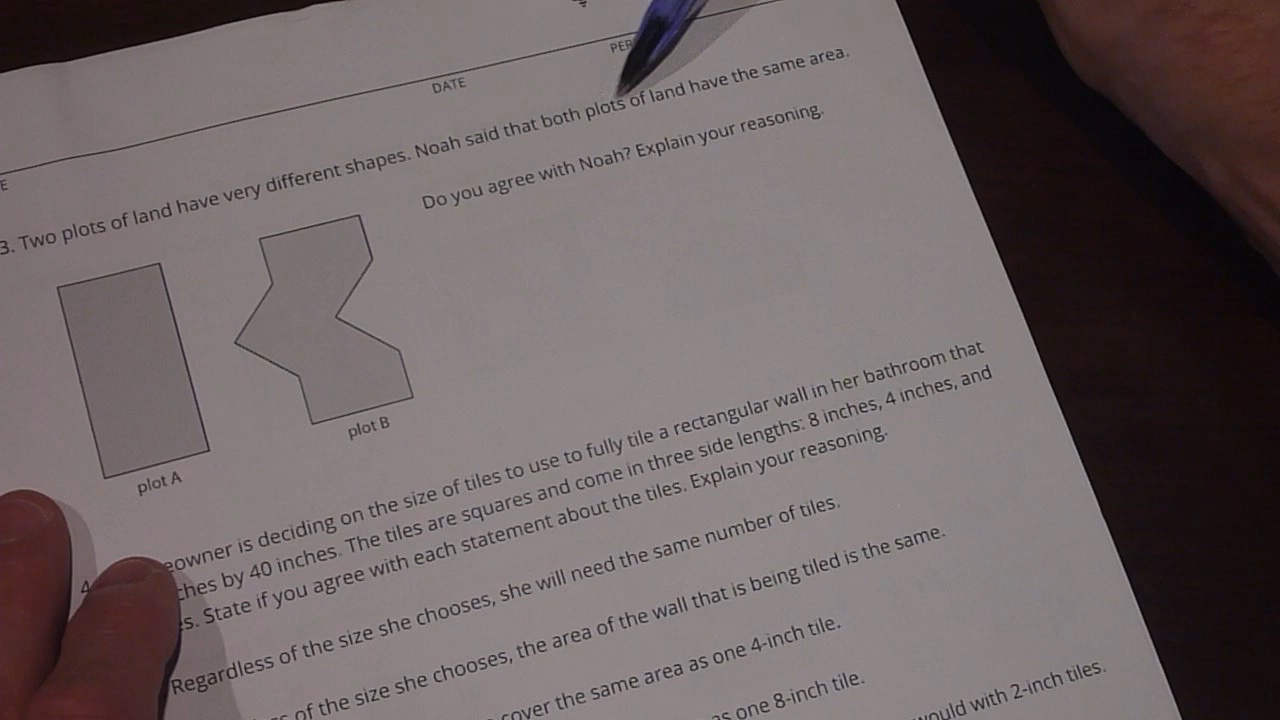 DATE
PER
E
3. Two plots of land have very different shapes. Noah said that both plots of land have the same area.
Do you agree with Noah? Explain your reasoning.
plot A
plot B
4
eowner is deciding on the size of tiles to use to fully tile a rectangular wall in her bathroom that
ches by 40 inches. The tiles are squares and come in three side lengths: 8 inches, 4 inches, and
s. State if you agree with each statement about the tiles. Explain your reasoning.
Regardless of the size she chooses, she will need the same number of tiles.
of the size she chooses, the area of the wall that is being tiled is the same.
cover the same area as one 4-inch tile.
as one 8-inch tile.
would with 2-inch tiles.